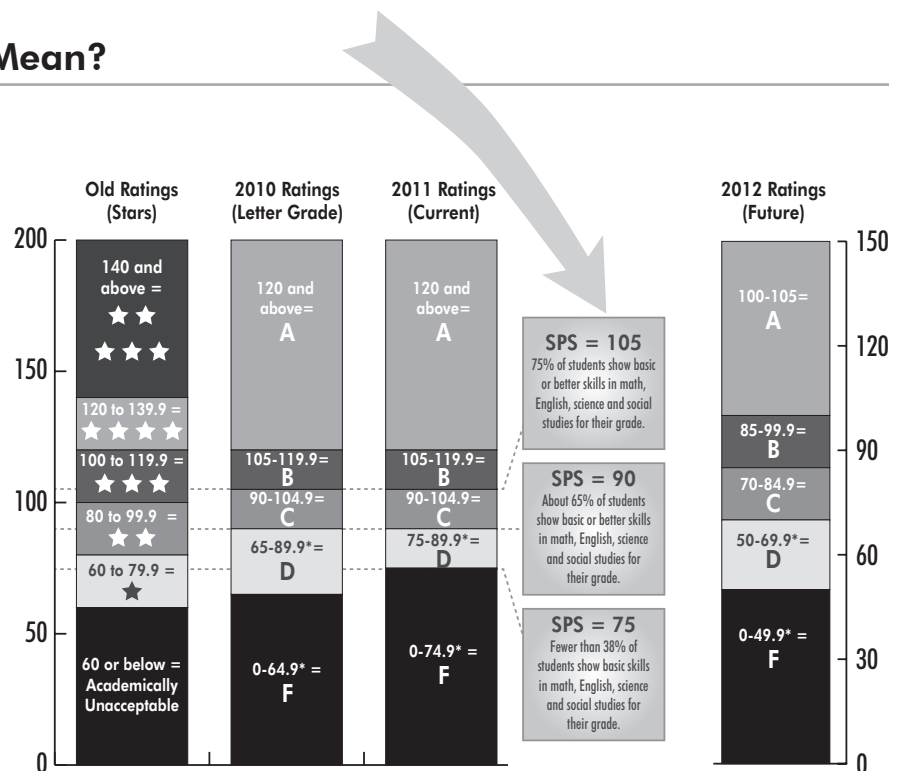 Mean?
Old Ratings
(Stars)
2010 Ratings
(Letter Grade)
2011 Ratings
(Current)
2012 Ratings
(Future)
200
150
100
50
0
140 and
above =
120 to 139.9 =
100 to 119.9 =
80 to 99.9 =
60 to 79.9 =
60 or below =
Academically
Unacceptable
120 and
above=
A
105-119.9=
B
90-104.9=
C
65-89.9*=
D
0-64.9* =
F
120 and
above=
A
105-119.9=
B
90-104.9=
C
75-89.9*=
D
0-74.9* =
F
SPS = 105
75% of students show basic
or better skills in math,
English, science and social
studies for their grade.
SPS = 90
About 65% of students
show basic or better skills
in math, English, science
and social studies for
their grade.
SPS = 75
Fewer than 38% of
students show basic skills
in math, English, science
and social studies for
their grade.
100-105=
A
85-99.9=
B
70-84.9=
C
50-69.9*=
D
0-49.9* =
F
150
120
90
60
30
0